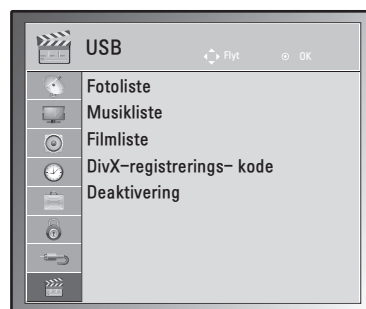 USB
Flyt OK
Fotoliste
Musikliste
Filmliste
DivX-registrerings- kode
Deaktivering